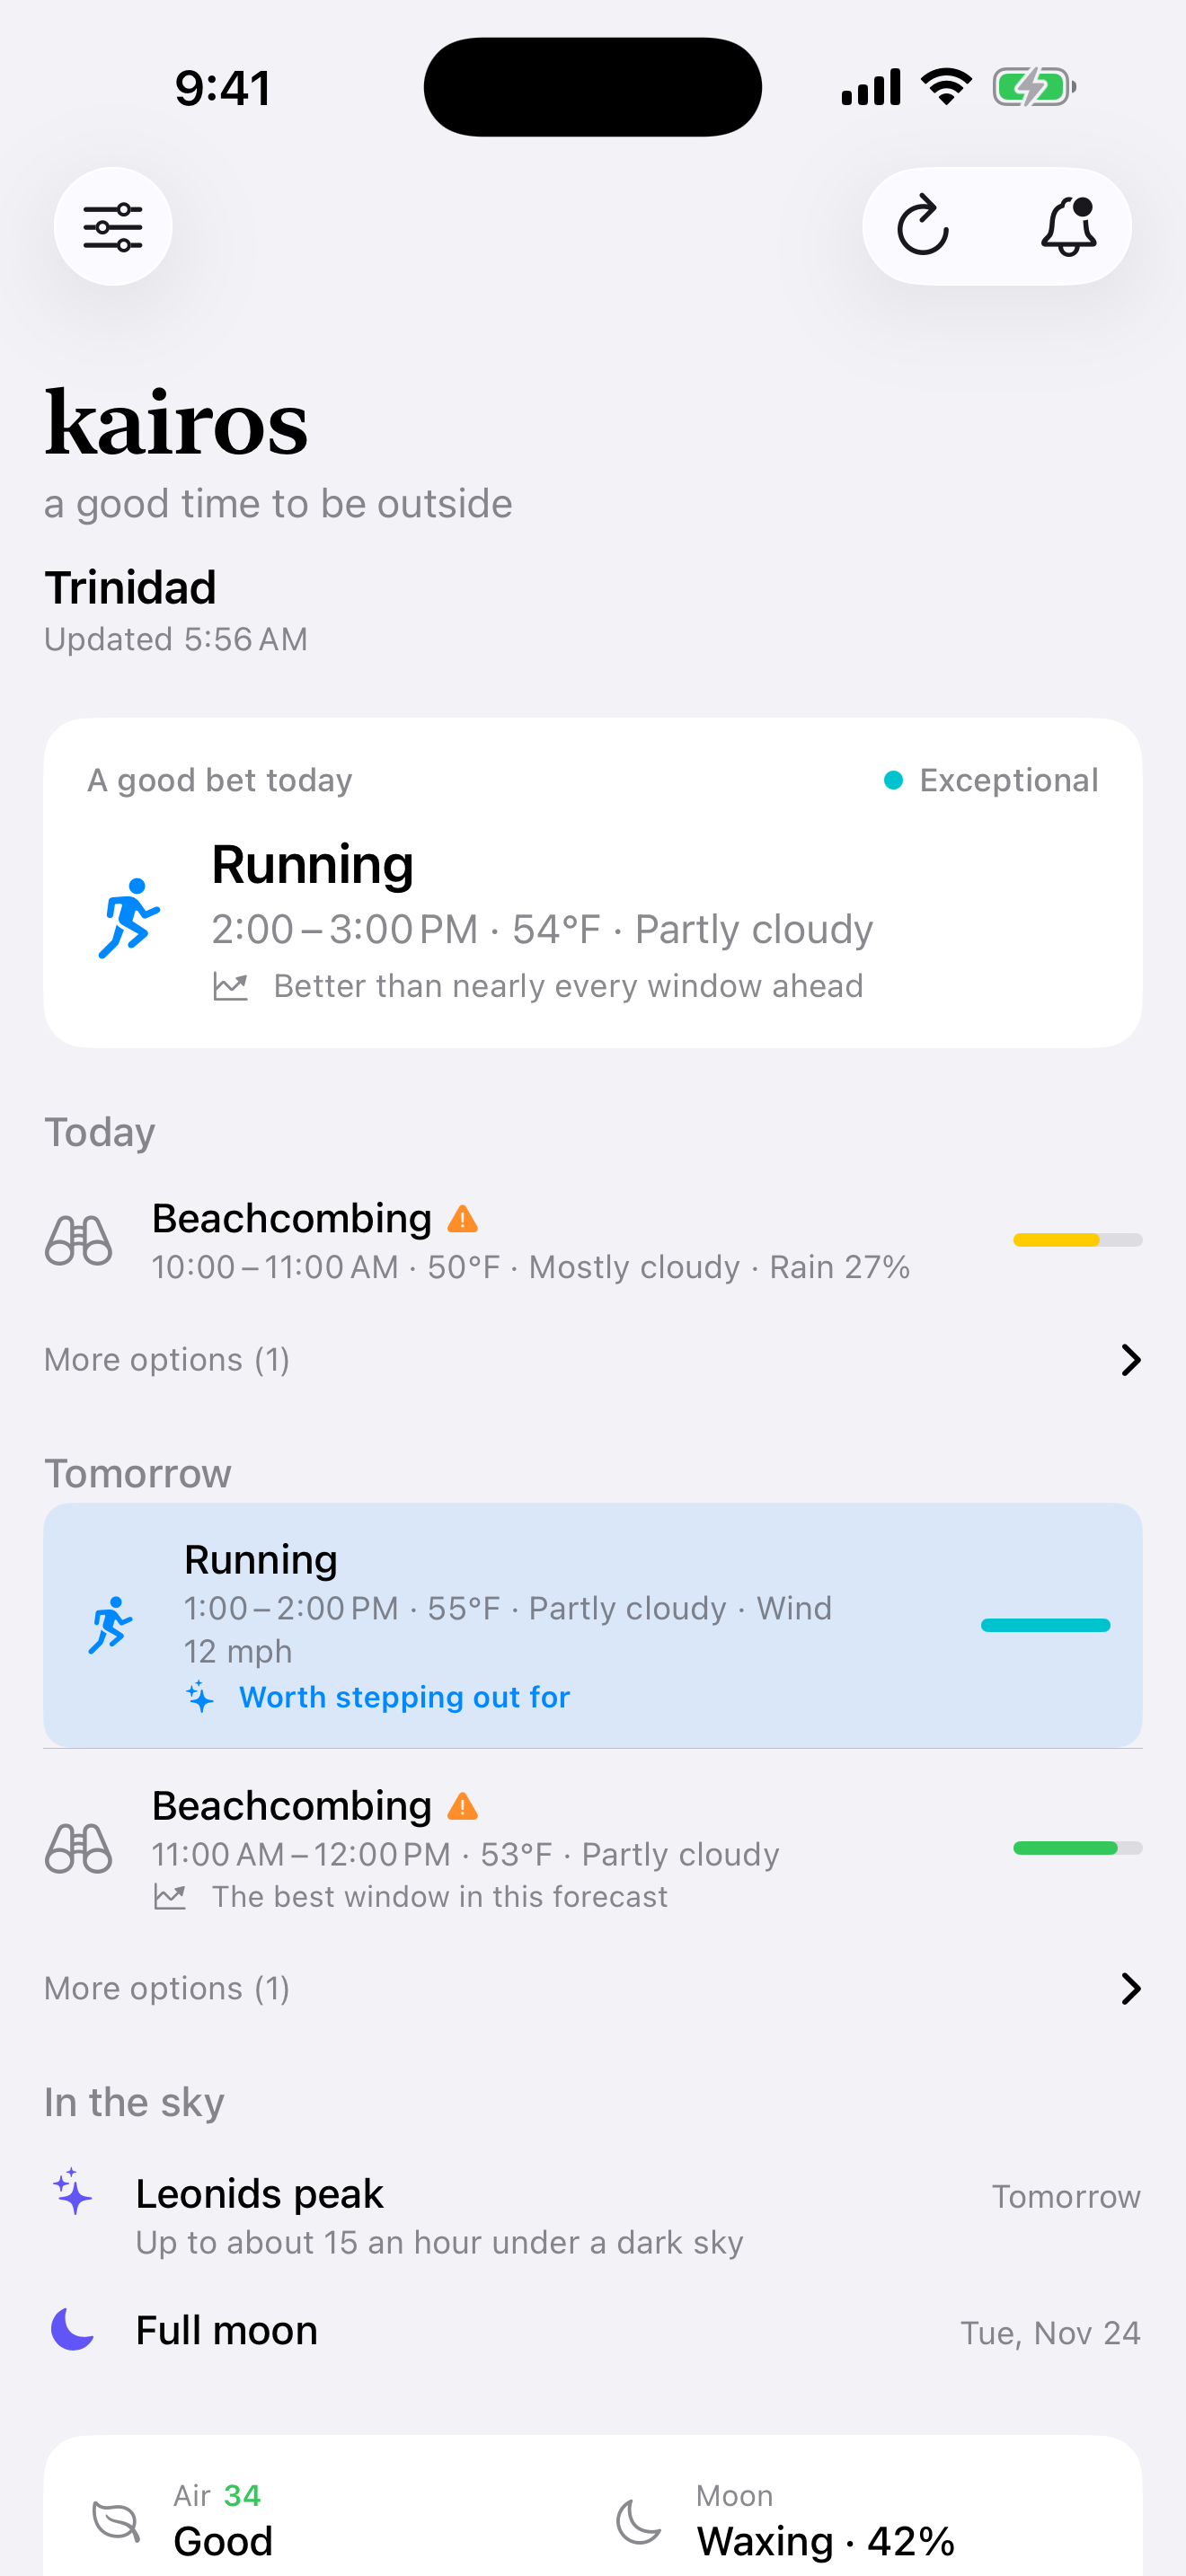 9:41
kairos
a good time to be outside
Trinidad
Updated 5:56 AM
A good bet today
Exceptional
Running
2:00 – 3:00 PM · 54°F · Partly cloudy
Better than nearly every window ahead
Today
Beachcombing
10:00 – 11:00 AM · 50°F · Mostly cloudy · Rain 27%
More options (1)
Tomorrow
Running
1:00 – 2:00 PM · 55°F · Partly cloudy · Wind
12 mph
Worth stepping out for
Beachcombing
11:00 AM – 12:00 PM · 53°F · Partly cloudy
The best window in this forecast
More options (1)
In the sky
Leonids peak
Tomorrow
Up to about 15 an hour under a dark sky
Full moon
Tue, Nov 24
Air 34
Good
Moon
Waxing · 42%